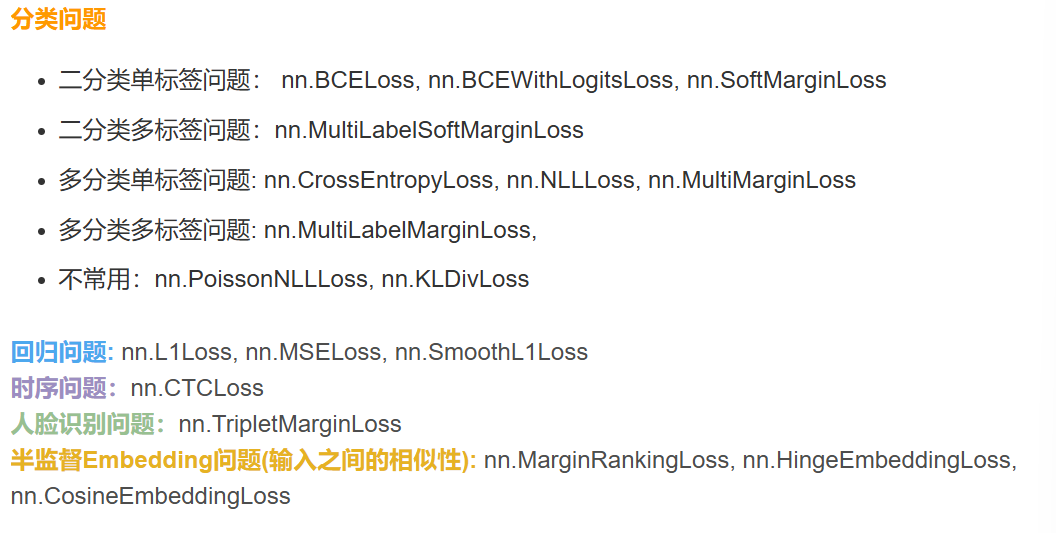 分类问题
• 二分类单标签问题： nn.BCELoss, nn.BCEWithLogitsLoss, nn.SoftMarginLoss
• 二分类多标签问题：nn.MultiLabelSoftMarginLoss
• 多分类单标签问题: nn.CrossEntropyLoss, nn.NLLLoss, nn.MultiMarginLoss
• 多分类多标签问题: nn.MultiLabelMarginLoss,
• 不常用：nn.PoissonNLLLoss, nn.KLDivLoss
回归问题: nn.L1Loss, nn.MSELoss, nn.SmoothL1Loss
时序问题：nn.CTCLoss
人脸识别问题：nn.TripletMarginLoss
半监督Embedding问题(输入之间的相似性): nn.MarginRankingLoss, nn.HingeEmbeddingLoss,
nn.CosineEmbeddingLoss